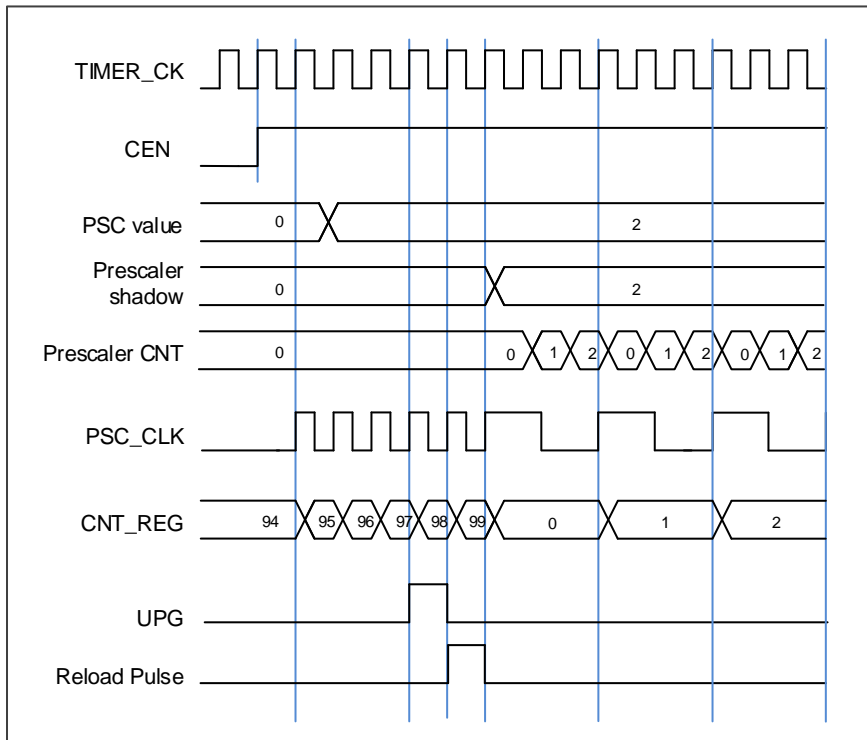 TIMER_CK
CEN
PSC value 0 2
Prescaler
shadow 0 2
Prescaler CNT 0 0 1 2 0 1 2 0 1 2
PSC_CLK
CNT_REG 94 95 96 97 98 99 0 1 2
UPG
Reload Pulse